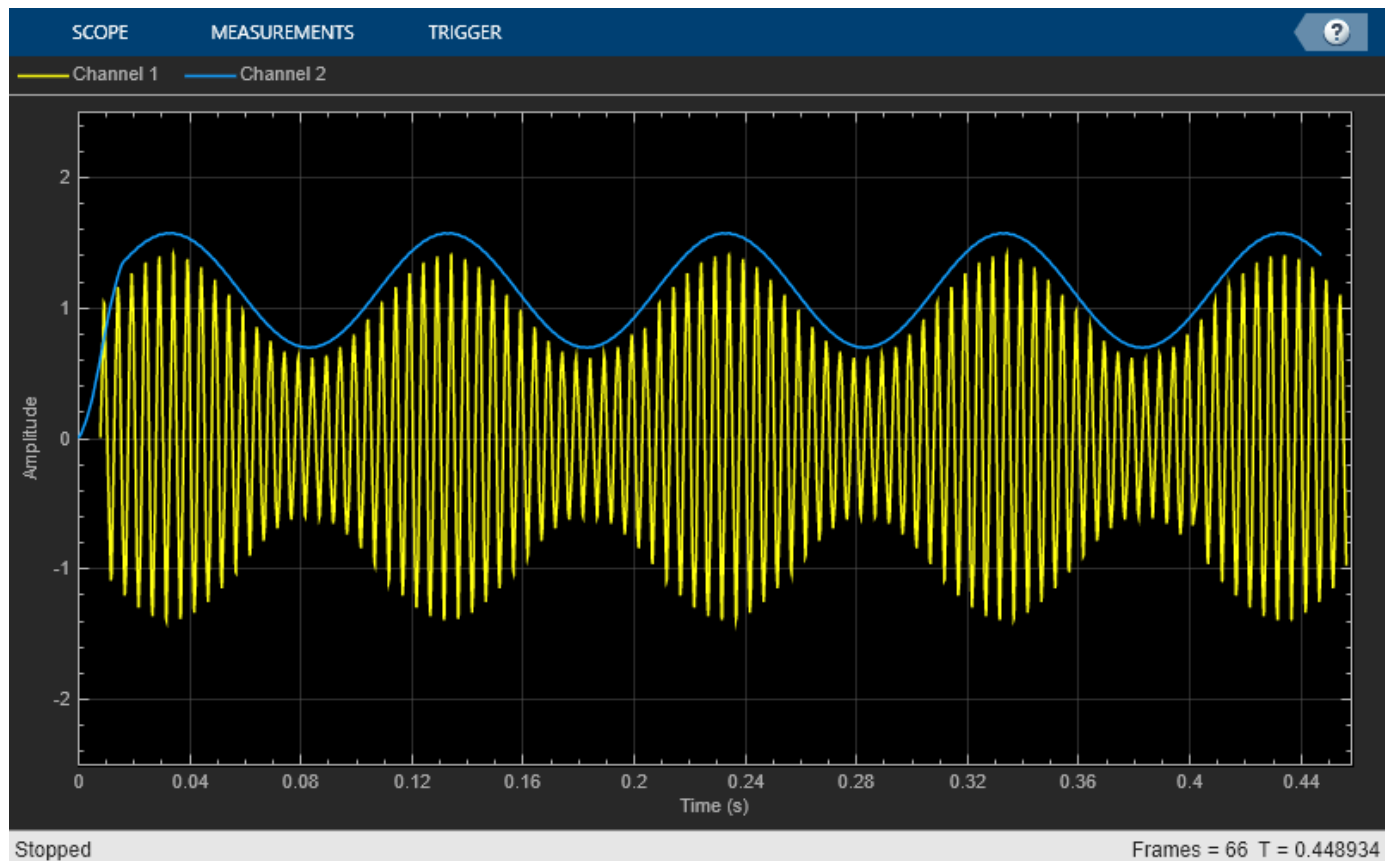 SCOPE MEASUREMENTS TRIGGER ?
Channel 1 Channel 2
2
1
0
-1
-2
Amplitude
0 0.04 0.08 0.12 0.16 0.2 0.24 0.28 0.32 0.36 0.4 0.44
Time (s)
Stopped Frames = 66 T = 0.448934